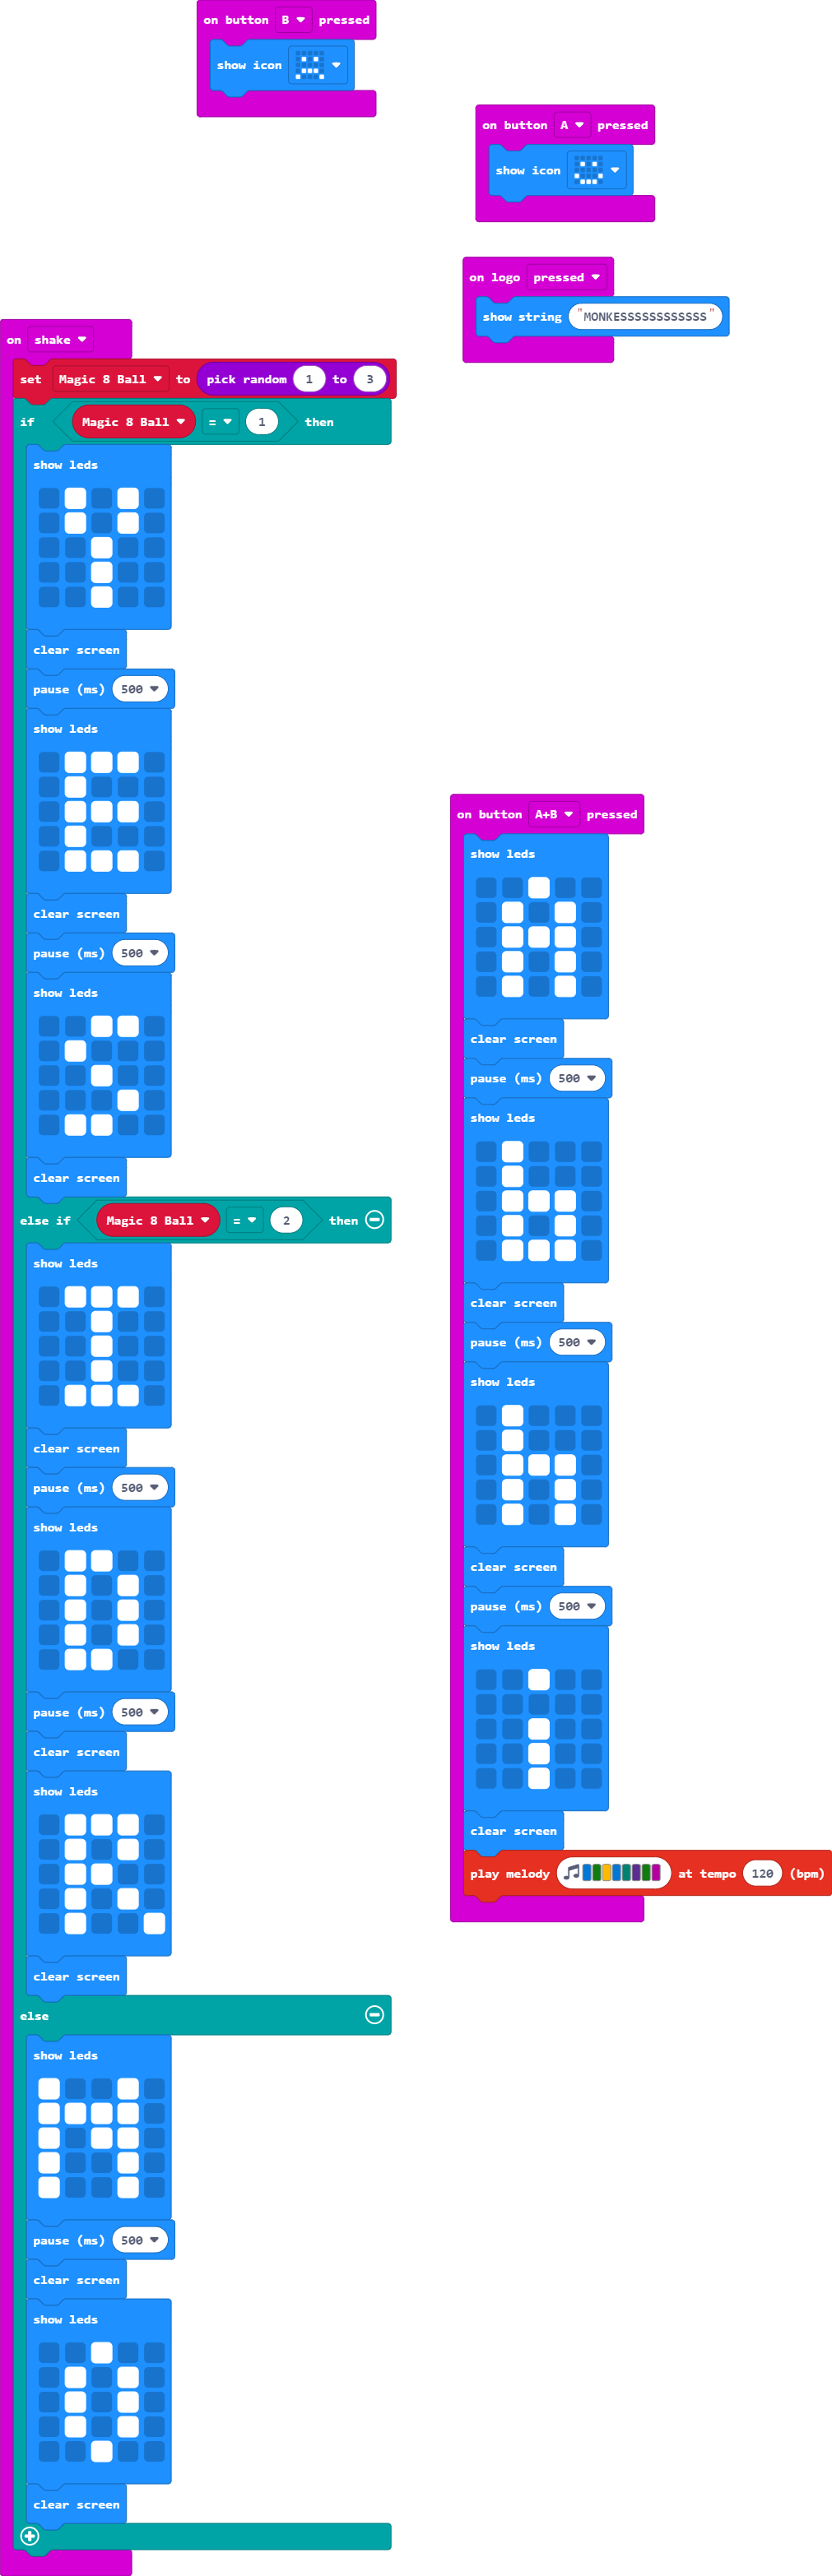 on button B pressed
show icon
on button A pressed
show icon
on logo pressed
show string "MONKESSSSSSSSSSSS"
on shake
set Magic 8 Ball to pick random 1 to 3
if Magic 8 Ball = 1 then
show leds
clear screen
pause (ms) 500
show leds
clear screen
pause (ms) 500
show leds
clear screen
else if Magic 8 Ball = 2 then
show leds
clear screen
pause (ms) 500
show leds
pause (ms) 500
clear screen
show leds
clear screen
else
show leds
pause (ms) 500
clear screen
show leds
clear screen
on button A+B pressed
show leds
clear screen
pause (ms) 500
show leds
clear screen
pause (ms) 500
show leds
clear screen
pause (ms) 500
show leds
clear screen
play melody at tempo 120 (bpm)